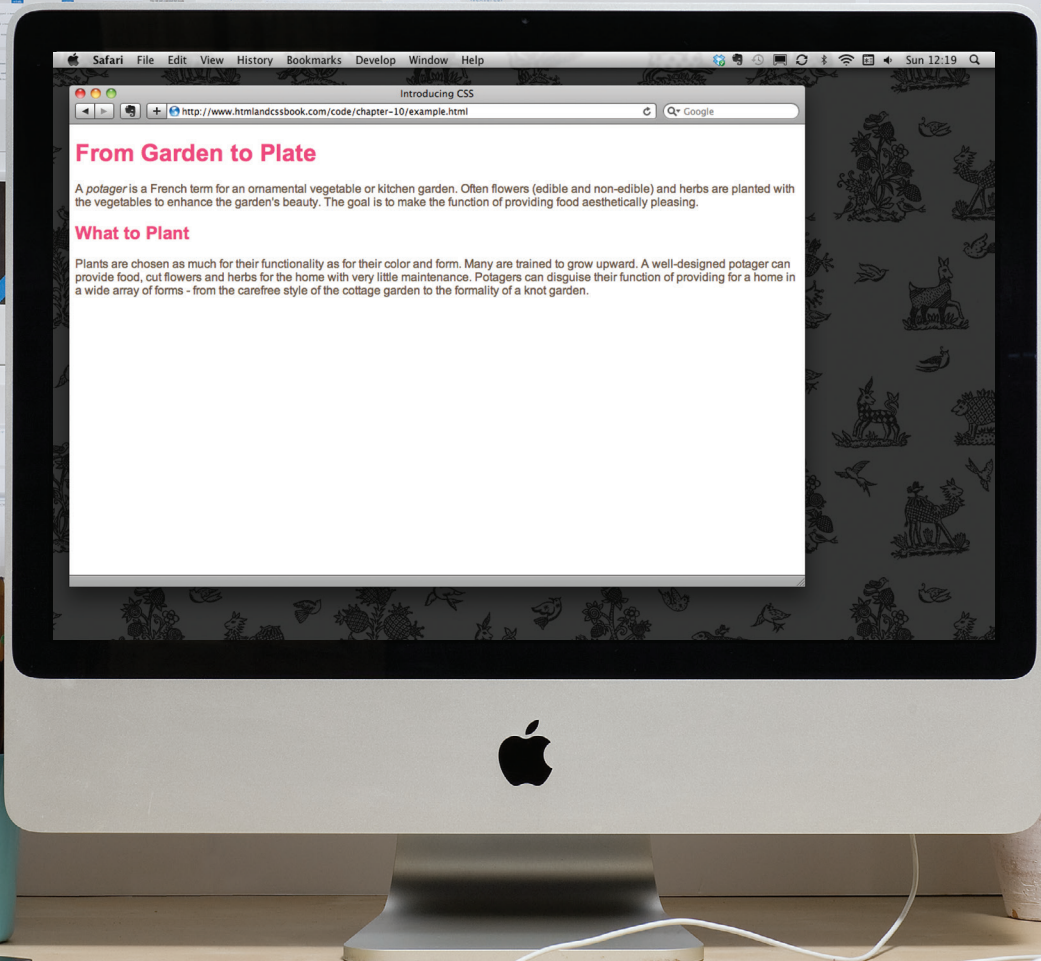 Safari File Edit View History Bookmarks Develop Window Help Sun 12:19
Introducing CSS
http://www.htmlandcssbook.com/code/chapter-10/example.html Google
From Garden to Plate
A potager is a French term for an ornamental vegetable or kitchen garden. Often flowers (edible and non-edible) and herbs are planted with
the vegetables to enhance the garden's beauty. The goal is to make the function of providing food aesthetically pleasing.
What to Plant
Plants are chosen as much for their functionality as for their color and form. Many are trained to grow upward. A well-designed potager can
provide food, cut flowers and herbs for the home with very little maintenance. Potagers can disguise their function of providing for a home in
a wide array of forms - from the carefree style of the cottage garden to the formality of a knot garden.